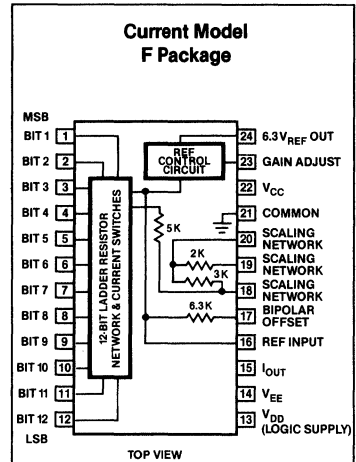 Current Model
F Package
MSB
BIT 1 1
BIT 2 2
BIT 3 3
BIT 4 4
BIT 5 5
BIT 6 6
BIT 7 7
BIT 8 8
BIT 9 9
BIT 10 10
BIT 11 11
BIT 12 12
LSB
12-BIT LADDER RESISTOR
NETWORK & CURRENT SWITCHES
REF
CONTROL
CIRCUIT
5K
2K
3K
6.3K
24 6.3VREF OUT
23 GAIN ADJUST
22 VCC
21 COMMON
20 SCALING
NETWORK
19 SCALING
NETWORK
18 SCALING
NETWORK
17 BIPOLAR
OFFSET
16 REF INPUT
15 IOUT
14 VEE
13 VDD
(LOGIC SUPPLY)
TOP VIEW